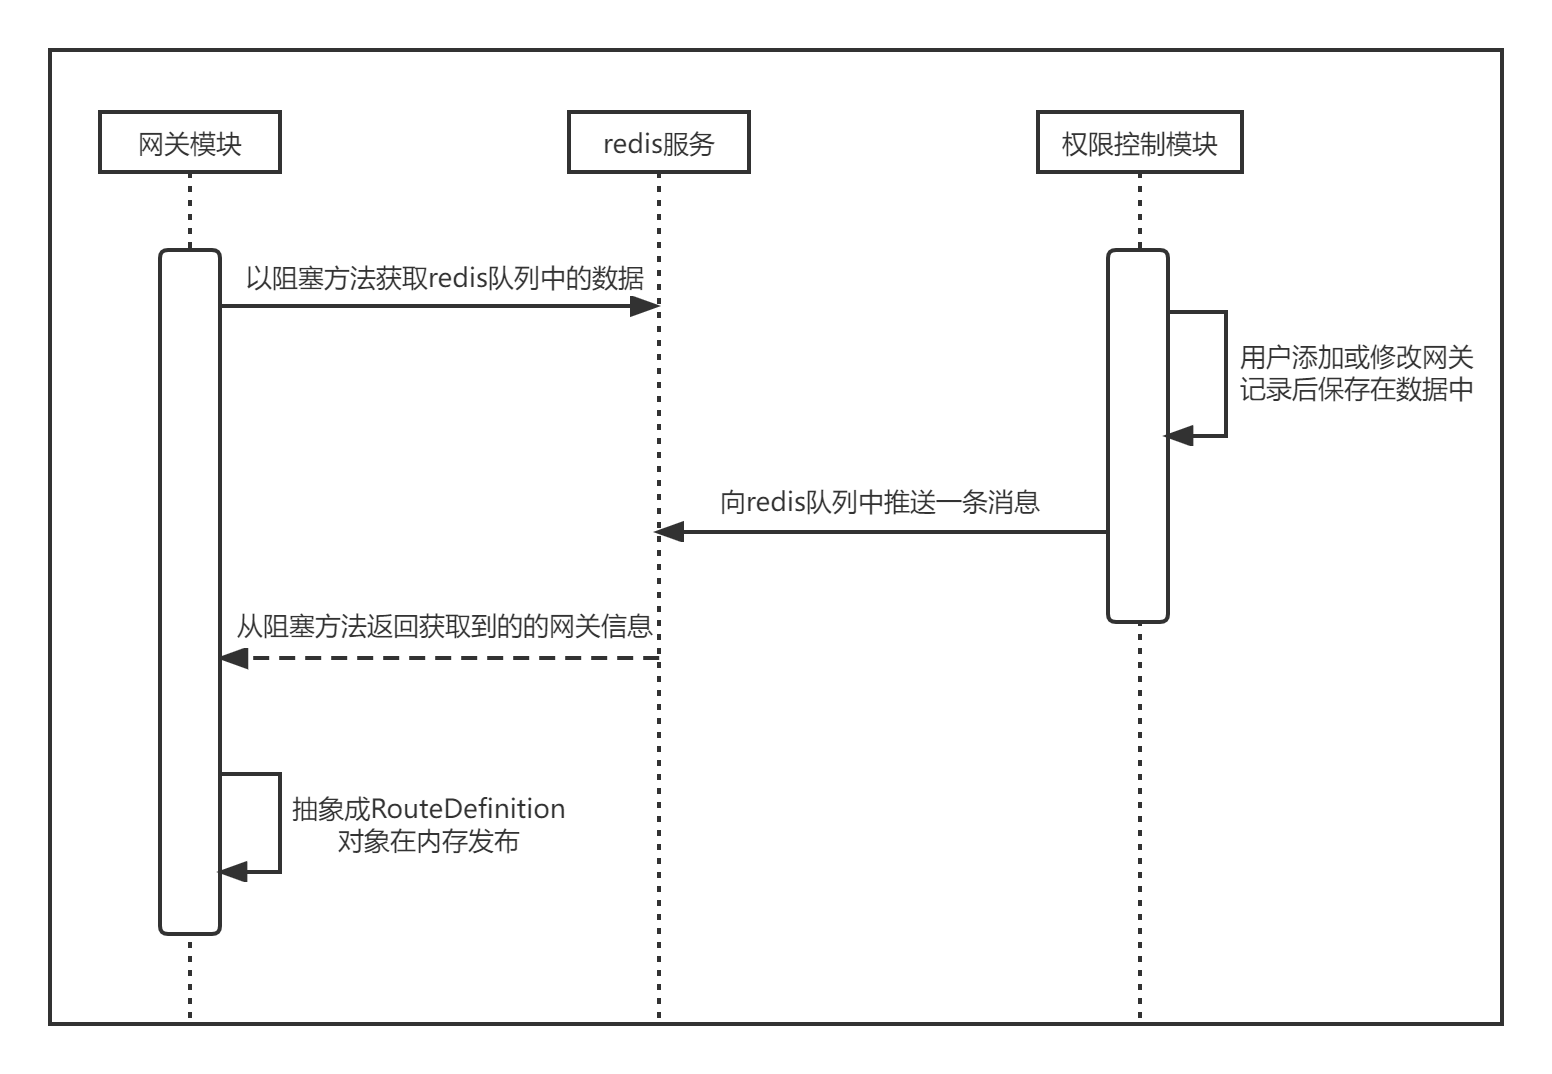 网关模块
redis服务
权限控制模块
以阻塞方法获取redis队列中的数据
用户添加或修改网关
记录后保存在数据中
向redis队列中推送一条消息
从阻塞方法返回获取到的的网关信息
抽象成RouteDefinition
对象在内存发布